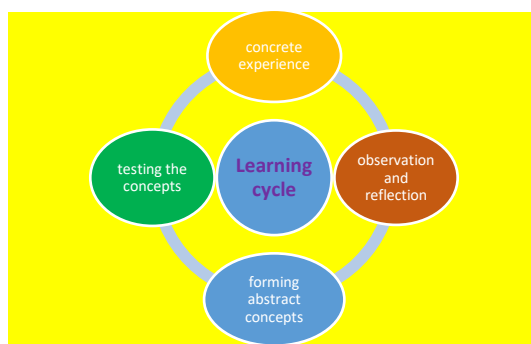 concrete
experience
testing the
concepts
Learning
cycle
observation
and
reflection
forming
abstract
concepts